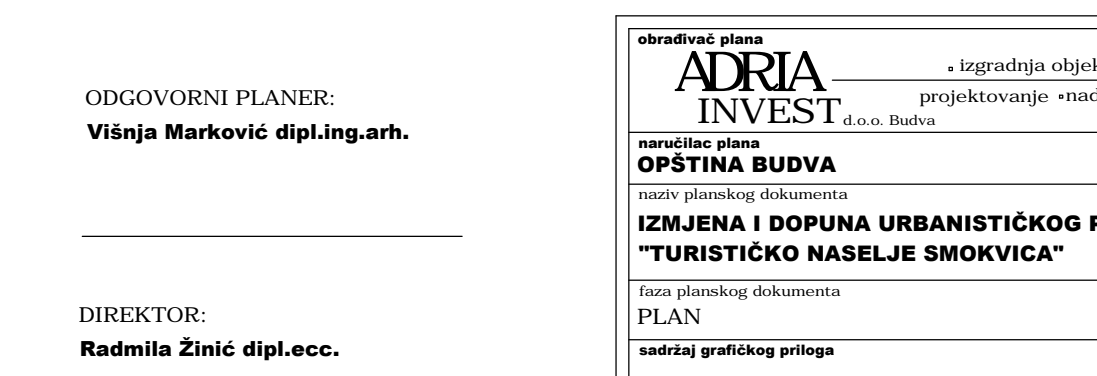 ODGOVORNI PLANER:
Višnja Marković dipl.ing.arh.
DIREKTOR:
Radmila Žinić dipl.ecc.
obrađivač plana
ADRIA
INVEST d.o.o. Budva
izgradnja objek
projektovanje nad
naručilac plana
OPŠTINA BUDVA
naziv planskog dokumenta
IZMJENA I DOPUNA URBANISTIČKOG P
"TURISTIČKO NASELJE SMOKVICA"
faza planskog dokumenta
PLAN
sadržaj grafičkog priloga